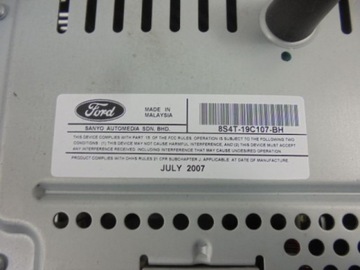 Ford
MADE IN
MALAYSIA
8S4T-19C107-BH
SANYO AUTOMEDIA SDN. BHD.
THIS DEVICE COMPLIES WITH PART 15 OF THE FCC RULES. OPERATION IS SUBJECT TO THE FOLLOWING TWO
CONDITIONS: (1) THIS DEVICE MAY NOT CAUSE HARMFUL INTERFERENCE, AND (2) THIS DEVICE MUST ACCEPT
ANY INTERFERENCE RECEIVED, INCLUDING INTERFERENCE THAT MAY CAUSE UNDESIRED OPERATION.
PRODUCT COMPLIES WITH DHHS RULES 21 CFR SUBCHAPTER J, APPLICABLE AT DATE OF MANUFACTURE.
JULY 2007